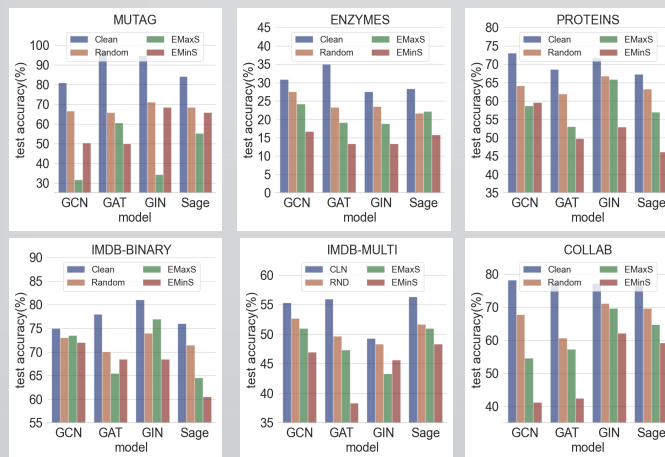 MUTAG
Clean
Random
EMaxS
EMinS
test accuracy(%)
100
90
80
70
60
50
40
30
GCN GAT GIN Sage
model
ENZYMES
Clean
Random
EMaxS
EMinS
test accuracy(%)
45
40
35
30
25
20
15
10
5
0
GCN GAT GIN Sage
model
PROTEINS
Clean
Random
EMaxS
EMinS
test accuracy(%)
80
75
70
65
60
55
50
45
40
35
GCN GAT GIN Sage
model
IMDB-BINARY
Clean
Random
EMaxS
EMinS
test accuracy(%)
90
85
80
75
70
65
60
55
GCN GAT GIN Sage
model
IMDB-MULTI
CLN
RND
EMaxS
EMinS
test accuracy(%)
60
55
50
45
40
35
GCN GAT GIN Sage
model
COLLAB
Clean
Random
EMaxS
EMinS
test accuracy(%)
80
70
60
50
40
GCN GAT GIN Sage
model